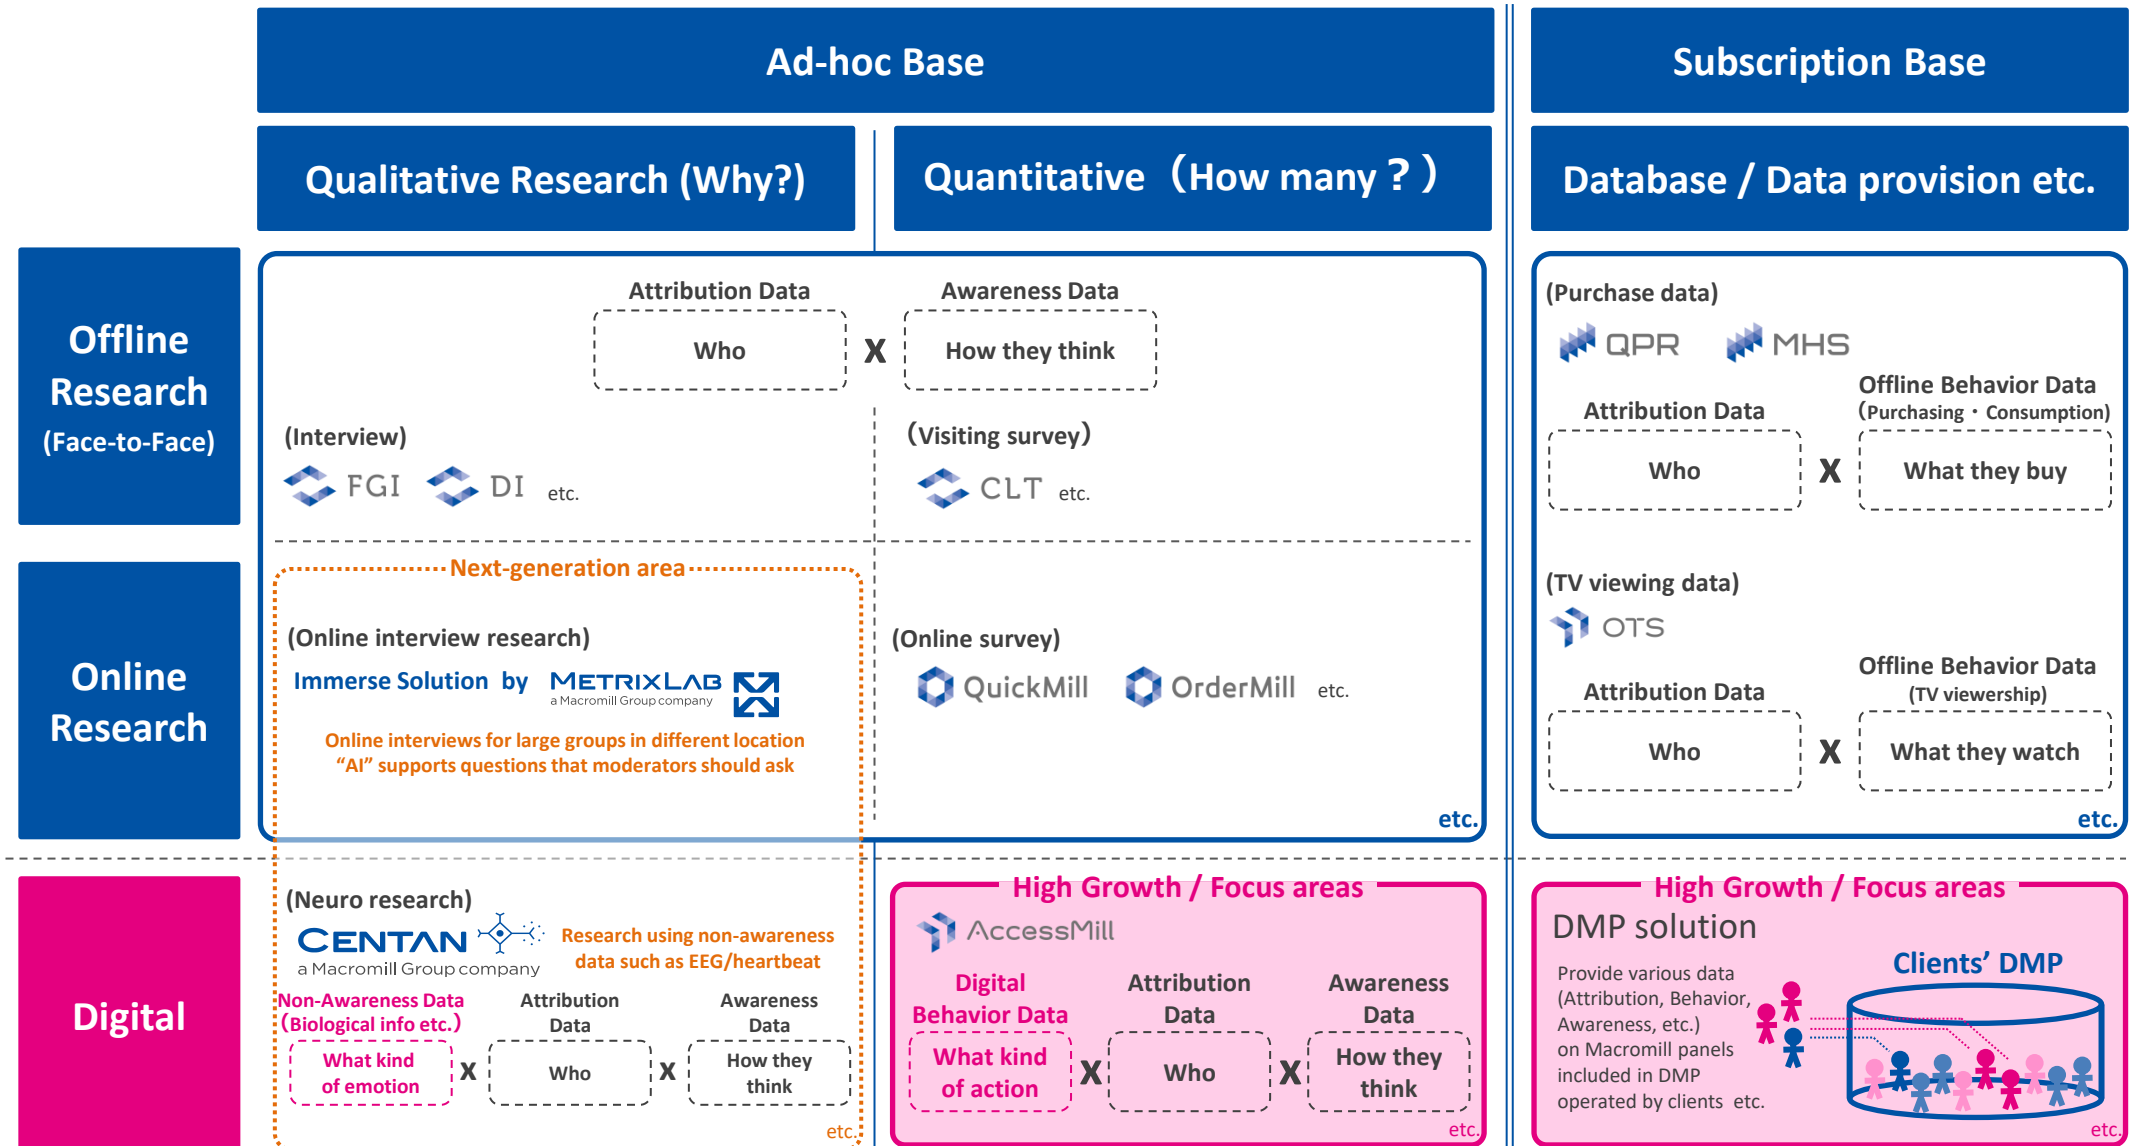 Ad-hoc Base
Subscription Base
Qualitative Research (Why?)
Quantitative （How many？）
Database / Data provision etc.
Offline
Research
(Face-to-Face)
Attribution Data
Awareness Data
Who
X
How they think
(Interview)
FGI
DI
etc.
(Visiting survey)
CLT
etc.
(Purchase data)
QPR
MHS
Attribution Data
Offline Behavior Data
(Purchasing・Consumption)
Who
X
What they buy
Online
Research
Next-generation area
(Online interview research)
Immerse Solution by
METRIXLAB
a Macromill Group company
Online interviews for large groups in different location
“AI” supports questions that moderators should ask
(Online survey)
QuickMill
OrderMill
etc.
etc.
(TV viewing data)
OTS
Attribution Data
Offline Behavior Data
(TV viewership)
Who
X
What they watch
etc.
Digital
(Neuro research)
CENTAN
a Macromill Group company
Research using non-awareness
data such as EEG/heartbeat
Non-Awareness Data
(Biological info etc.)
Attribution
Data
Awareness
Data
What kind
of emotion
X
Who
X
How they
think
etc.
High Growth / Focus areas
AccessMill
Digital
Behavior Data
Attribution
Data
Awareness
Data
What kind
of action
X
Who
X
How they
think
etc.
High Growth / Focus areas
DMP solution
Provide various data
(Attribution, Behavior,
Awareness, etc.)
on Macromill panels
included in DMP
operated by clients etc.
Clients’ DMP
etc.